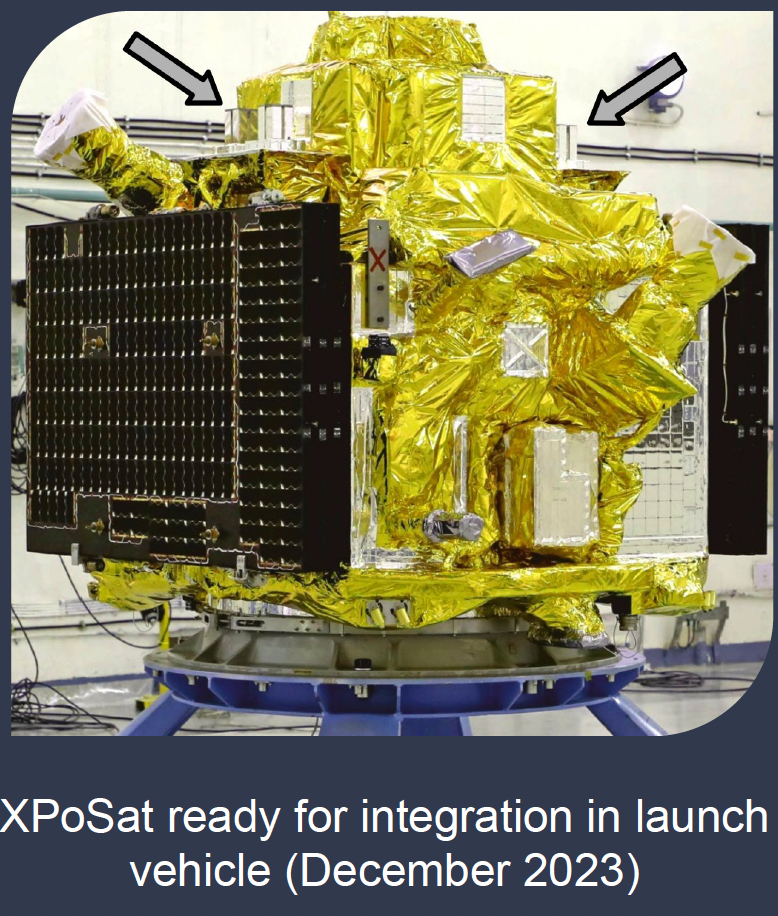 X
XPoSat ready for integration in launch
vehicle (December 2023)